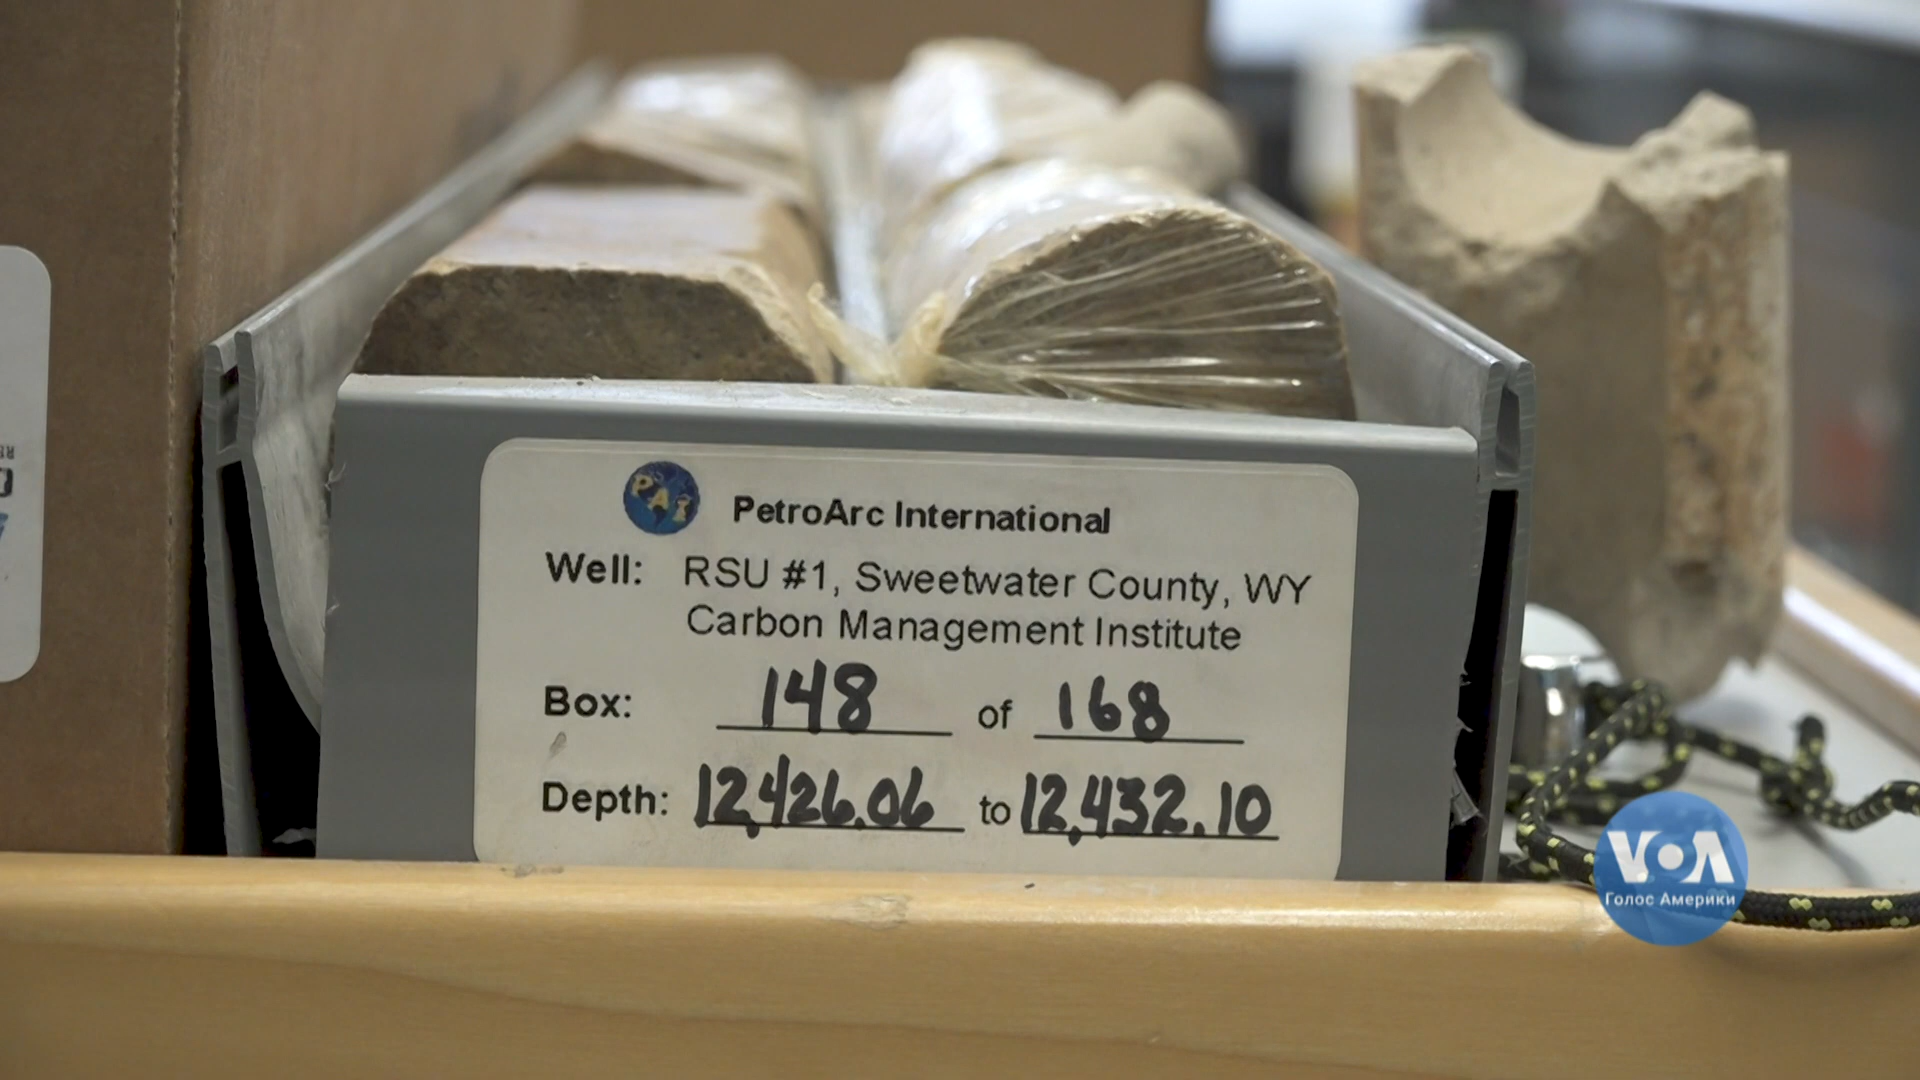 PAI
PetroArc International
Well: RSU #1, Sweetwater County, WY
Carbon Management Institute
Box: 148 of 168
Depth: 12,426.06 to 12,432.10
VOA
Голос Америки